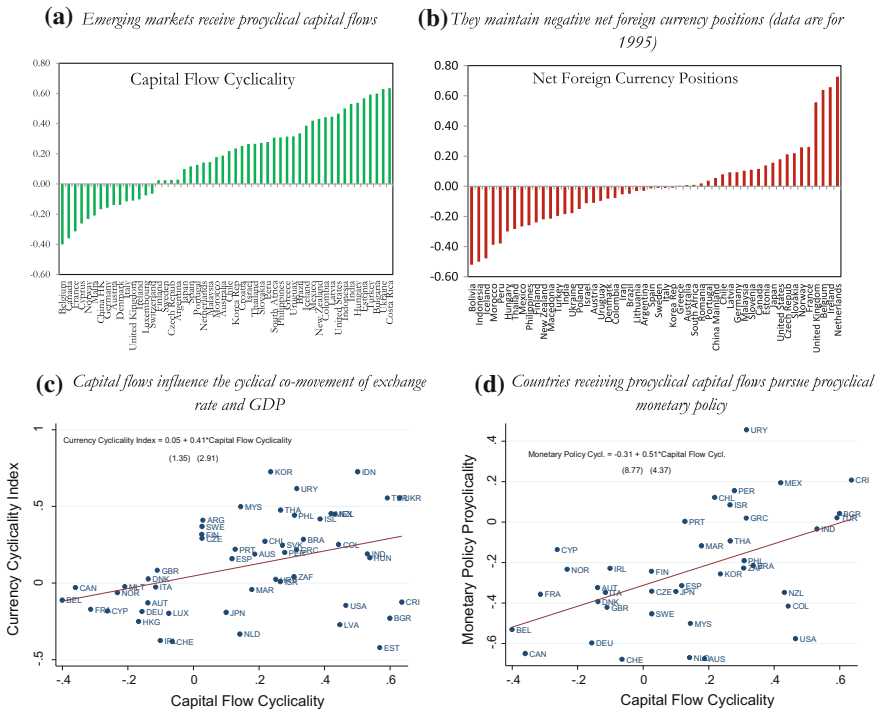 (a) Emerging markets receive procyclical capital flows
Capital Flow Cyclicality
0.80
0.60
0.40
0.20
0.00
-0.20
-0.40
-0.60
Belgium
Canada
France
Cyprus
Norway
Malta
China HK
Germany
Austria
Denmark
Italy
United Kingdom
Ireland
Luxembourg
Switzerland
Finland
Sweden
Czech Repub
Argentina
Japan
Spain
Portugal
Netherlands
Malaysia
Morocco
Australia
Chile
Korea Rep
Croatia
Thailand
Slovakia
Peru
South Africa
Philippines
Greece
Uruguay
Brazil
Iceland
Mexico
New Zealand
Colombia
Latvia
United States
Indonesia
India
Hungary
Estonia
Turkey
Bulgaria
Ukraine
Costa Rica
(b) They maintain negative net foreign currency positions (data are for
1995)
Net Foreign Currency Positions
0.80
0.60
0.40
0.20
0.00
-0.20
-0.40
-0.60
Bolivia
Indonesia
Iceland
Morocco
Peru
Hungary
Thailand
Mexico
Philippines
Finland
New Zealand
Macedonia
Turkey
India
Ukraine
Poland
Israel
Austria
Uruguay
Denmark
Colombia
Iran
Brazil
Argentina
Spain
Sweden
Italy
Korea Rep
Greece
Australia
South Africa
Romania
Portugal
China Mainland
Chile
Latvia
Germany
Malaysia
Slovenia
Canada
Estonia
Japan
United States
Czech Repub
Slovakia
Norway
France
United Kingdom
Belgium
Ireland
Netherlands
(c) Capital flows influence the cyclical co-movement of exchange
rate and GDP
Currency Cyclicality Index = 0.05 + 0.41*Capital Flow Cyclicality
(1.35) (2.91)
Currency Cyclicality Index
1
.5
0
-.5
KOR
IDN
URY
MYS
THA
PHL
ISL
NZL
UKR
ARG
SWE
FIN
CZE
PRT
ESP
AUS
CHL
SVK
BRA
GRC
COL
IND
HUN
GBR
DNK
ITA
MLT
NOR
CAN
BEL
FRA
CYP
AUT
DEU
HKG
LUX
CHE
MAR
ZAF
JPN
NLD
USA
LVA
CRI
BGR
EST
-.4
-.2
0
.2
.4
.6
Capital Flow Cyclicality
(d) Countries receiving procyclical capital flows pursue procyclical
monetary policy
Monetary Policy Cycl. = -0.31 + 0.51*Capital Flow Cycl.
(8.77) (4.37)
Monetary Policy Proyclicality
.4
.2
0
-.2
-.4
-.6
URY
MEX
CRI
PER
CHL
ISR
GRC
BGR
TUR
IND
PRT
THA
MAR
CYP
NOR
IRL
FIN
KOR
PHL
BRA
FRA
AUT
ITA
DNK
GBR
CZE
JPN
ESP
NZL
COL
SWE
MYS
BEL
DEU
USA
CAN
CHE
AUS
-.4
-.2
0
.2
.4
.6
Capital Flow Cyclicality